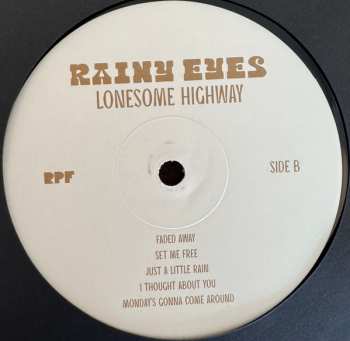 RAINY EYES
LONESOME HIGHWAY
RPF
SIDE B
FADED AWAY
SET ME FREE
JUST A LITTLE RAIN
I THOUGHT ABOUT YOU
MONDAY'S GONNA COME AROUND